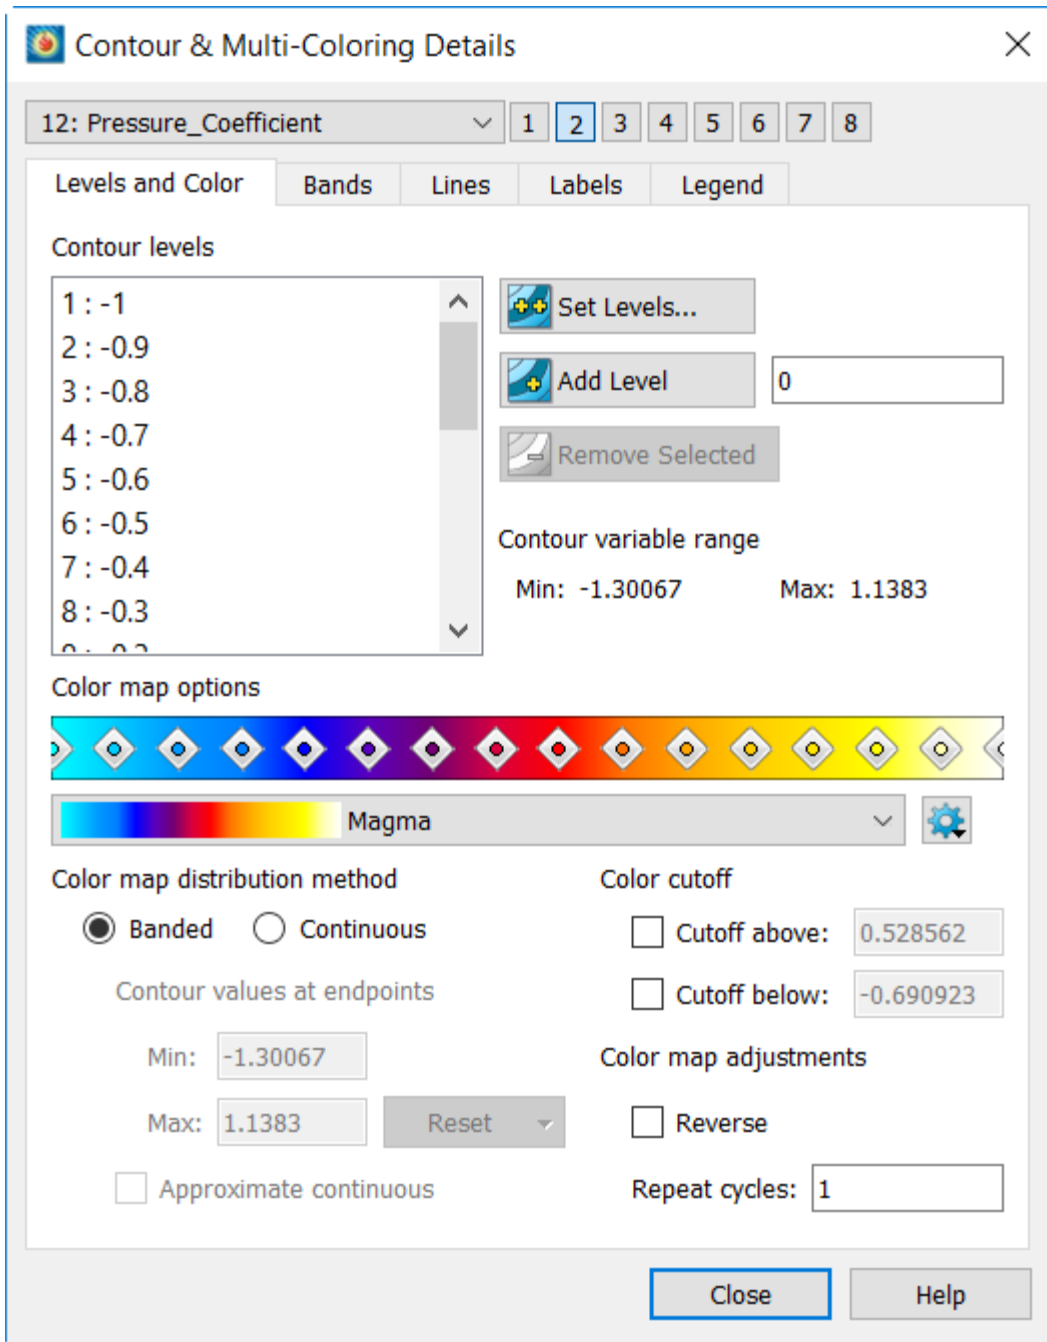 Contour & Multi-Coloring Details
12: Pressure_Coefficient 1 2 3 4 5 6 7 8
Levels and Color Bands Lines Labels Legend
Contour levels
1 : -1
2 : -0.9
3 : -0.8
4 : -0.7
5 : -0.6
6 : -0.5
7 : -0.4
8 : -0.3
Set Levels...
Add Level 0
Remove Selected
Contour variable range
Min: -1.30067 Max: 1.1383
Color map options
Magma
Color map distribution method
Banded Continuous
Contour values at endpoints
Min: -1.30067
Max: 1.1383 Reset
Approximate continuous
Color cutoff
Cutoff above: 0.528562
Cutoff below: -0.690923
Color map adjustments
Reverse
Repeat cycles: 1
Close Help